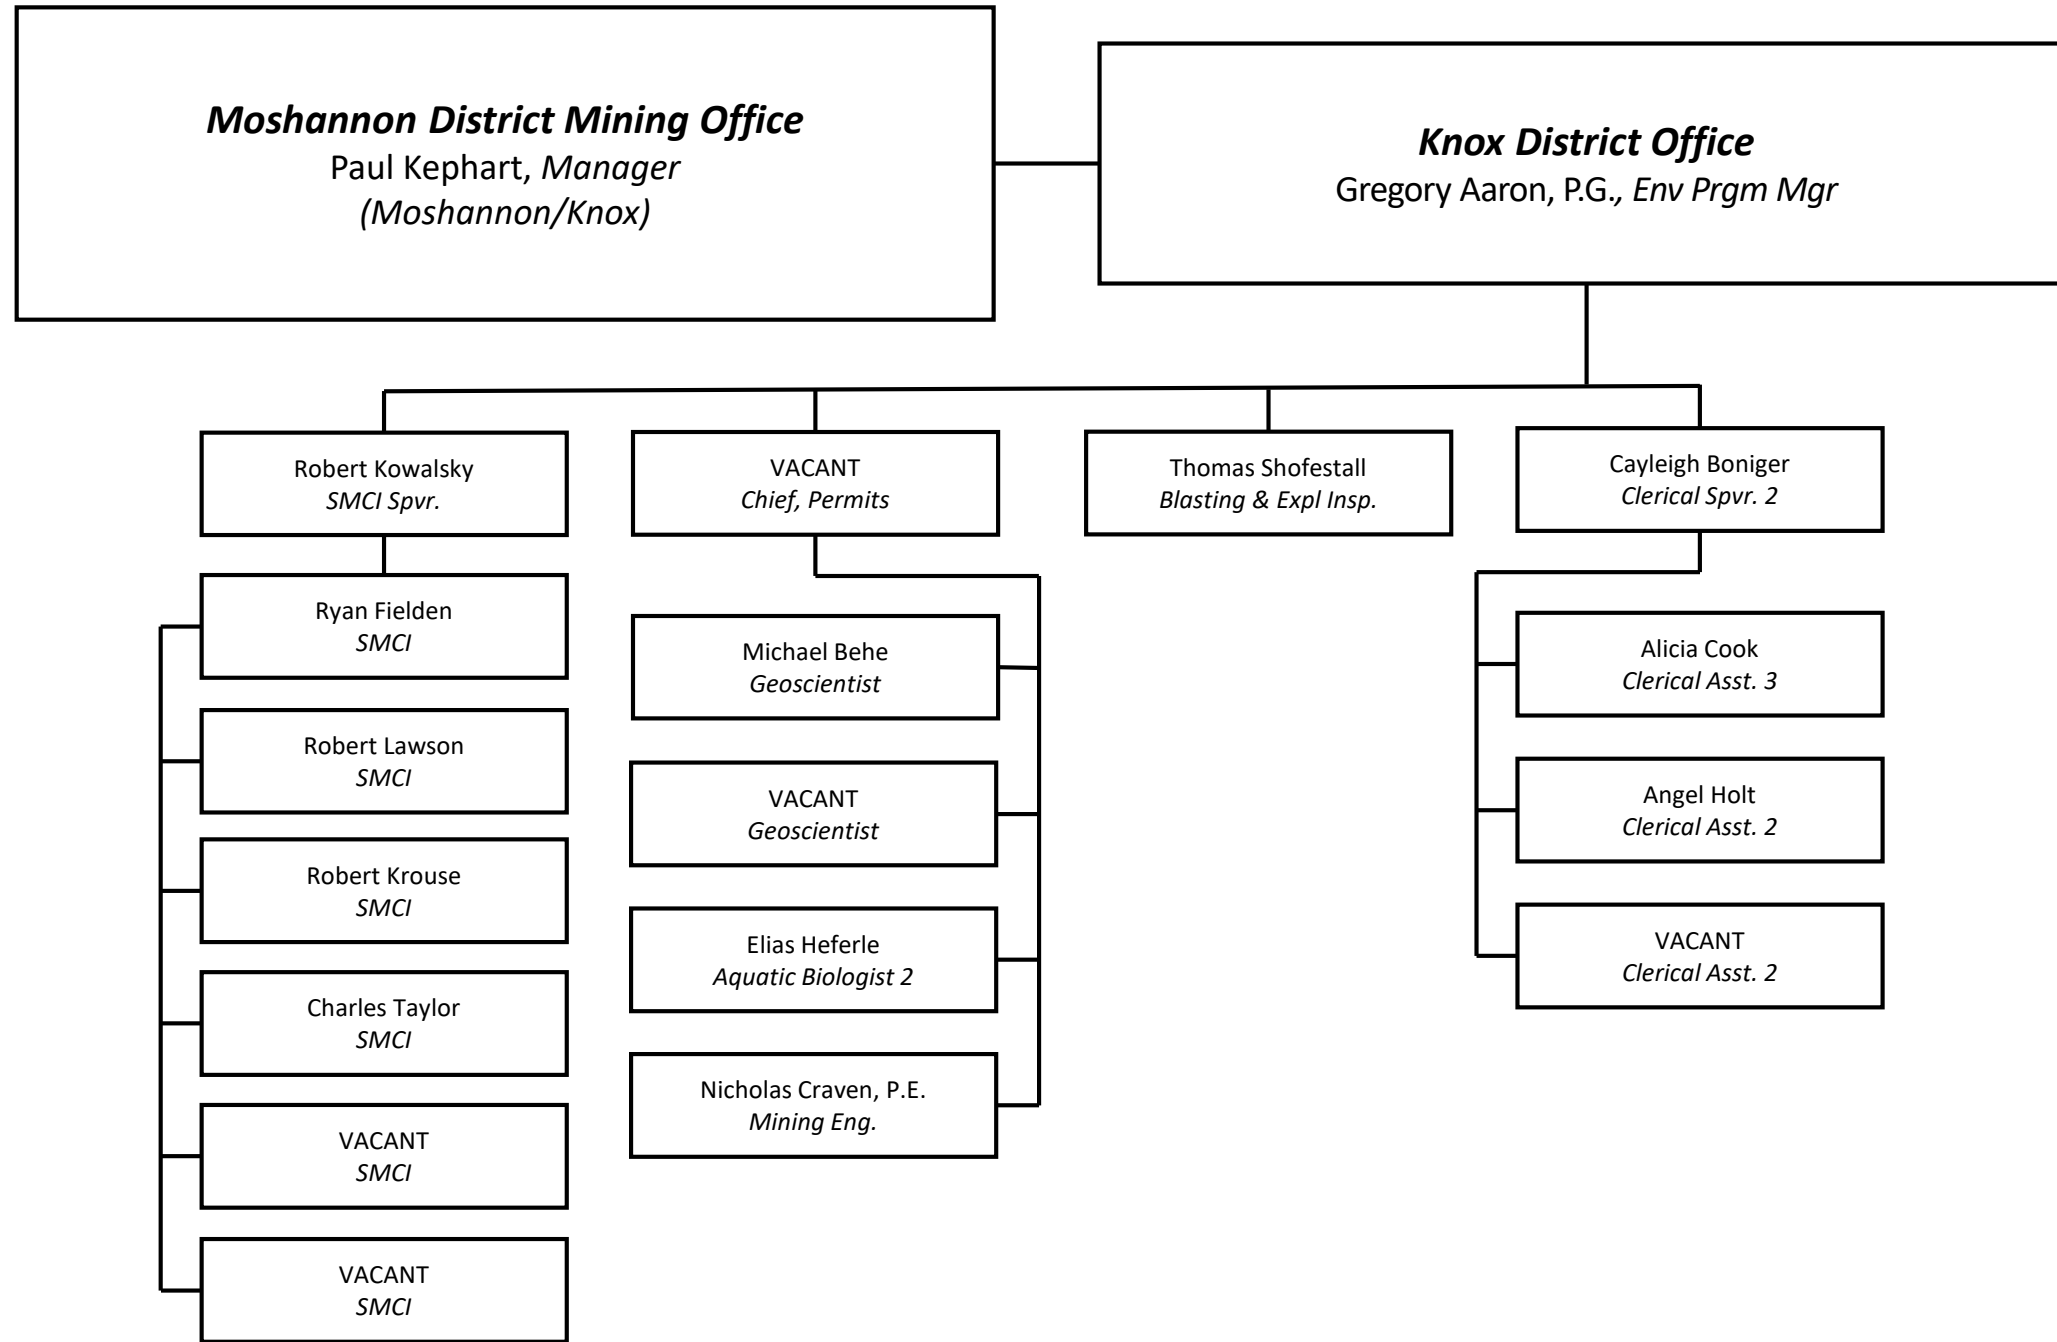 Moshannon District Mining Office
Paul Kephart, Manager
(Moshannon/Knox)
Knox District Office
Gregory Aaron, P.G., Env Prgm Mgr
Robert Kowalsky
SMCI Spvr.
Ryan Fielden
SMCI
Robert Lawson
SMCI
Robert Krouse
SMCI
Charles Taylor
SMCI
VACANT
SMCI
VACANT
SMCI
VACANT
Chief, Permits
Michael Behe
Geoscientist
VACANT
Geoscientist
Elias Heferle
Aquatic Biologist 2
Nicholas Craven, P.E.
Mining Eng.
Thomas Shofestall
Blasting & Expl Insp.
Cayleigh Boniger
Clerical Spvr. 2
Alicia Cook
Clerical Asst. 3
Angel Holt
Clerical Asst. 2
VACANT
Clerical Asst. 2